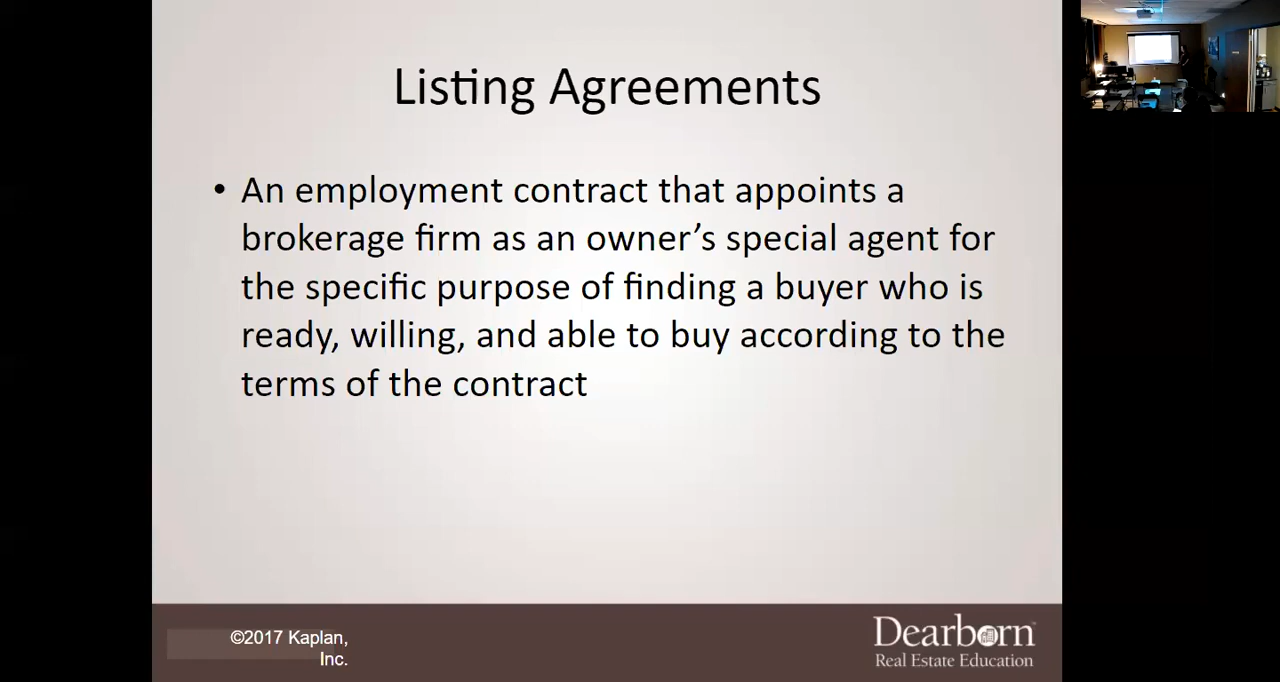 Listing Agreements
• An employment contract that appoints a
brokerage firm as an owner’s special agent for
the specific purpose of finding a buyer who is
ready, willing, and able to buy according to the
terms of the contract
©2017 Kaplan,
Inc.
Dearborn™
Real Estate Education